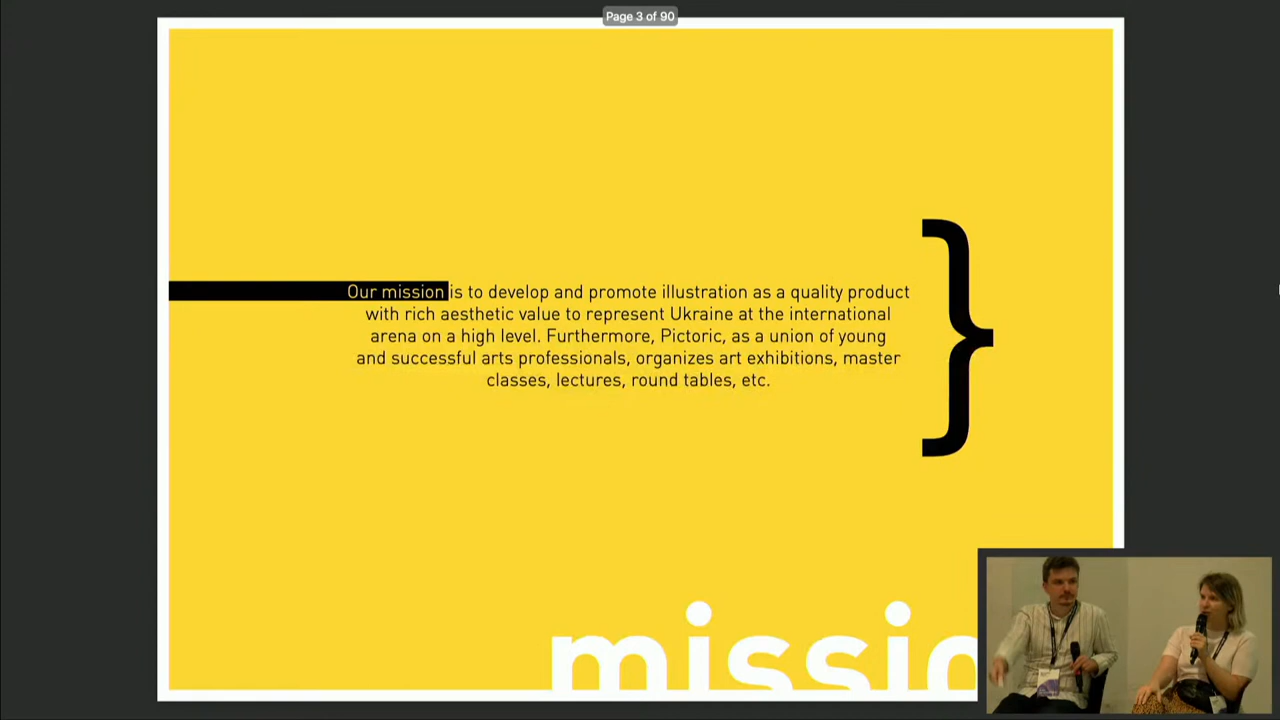 Page 3 of 90
Our mission is to develop and promote illustration as a quality product
with rich aesthetic value to represent Ukraine at the international
arena on a high level. Furthermore, Pictoric, as a union of young
and successful arts professionals, organizes art exhibitions, master
classes, lectures, round tables, etc.
}
missio